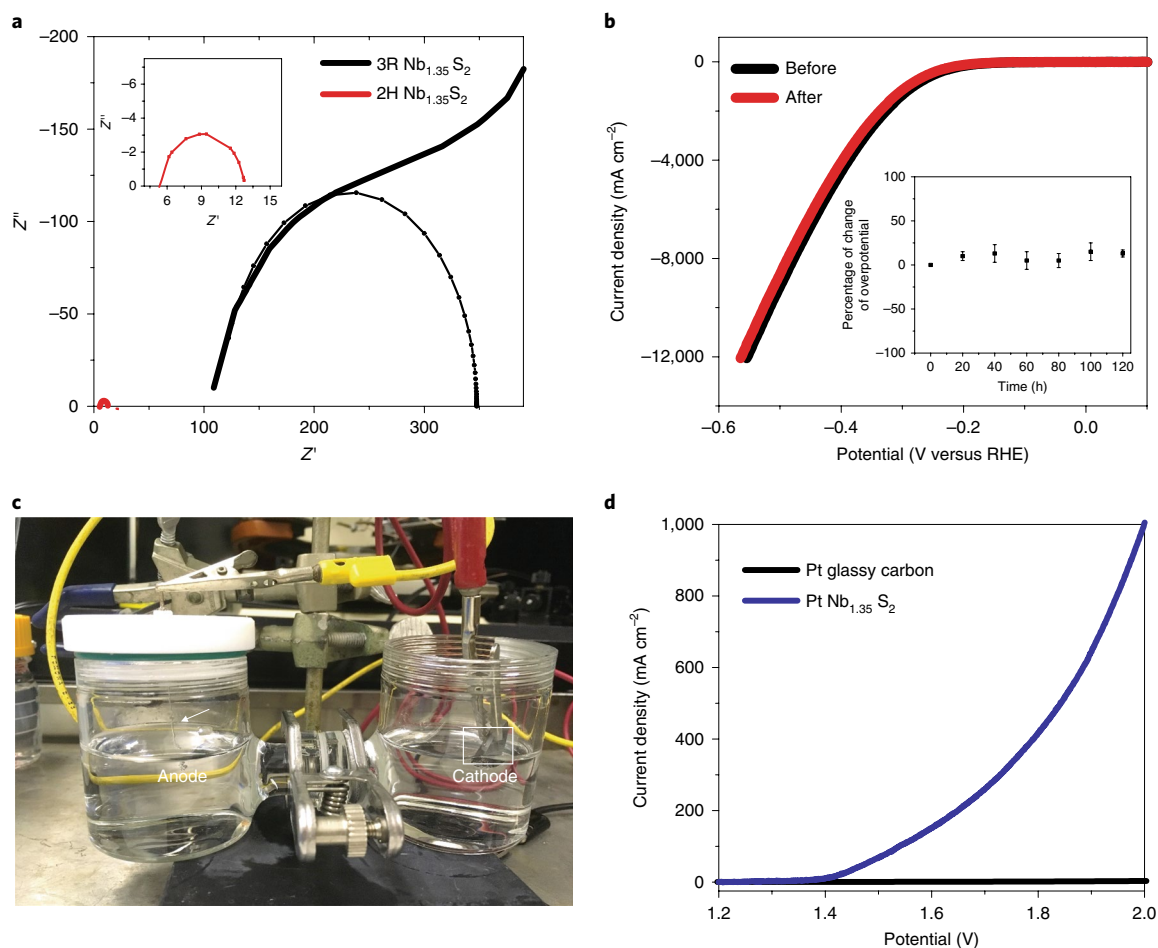 a
−200
−150
−100
−50
0
Z″
0
100
200
300
Z′
3R Nb1.35 S2
2H Nb1.35S2
−6
−4
−2
0
Z″
6
9
12
15
Z′
b
0
−4,000
−8,000
−12,000
Current density (mA cm−2)
−0.6
−0.4
−0.2
0.0
Potential (V versus RHE)
Before
After
100
50
0
−50
−100
Percentage of change
of overpotential
0
20
40
60
80
100
120
Time (h)
c
Anode
Cathode
d
1,000
800
600
400
200
0
Current density (mA cm−2)
1.2
1.4
1.6
1.8
2.0
Potential (V)
Pt glassy carbon
Pt Nb1.35 S2